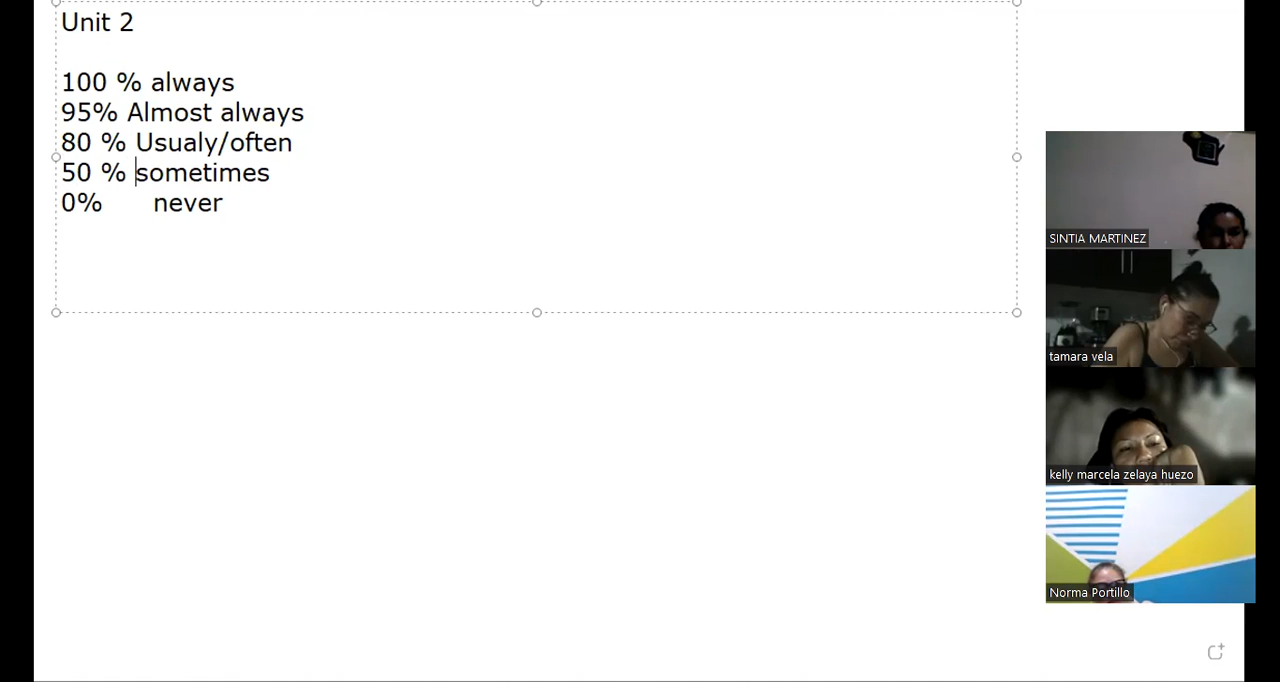 Unit 2
100 % always
95% Almost always
80 % Usualy/often
50 % sometimes
0% never
SINTIA MARTINEZ
tamara vela
kelly marcela zelaya huezo
Norma Portillo